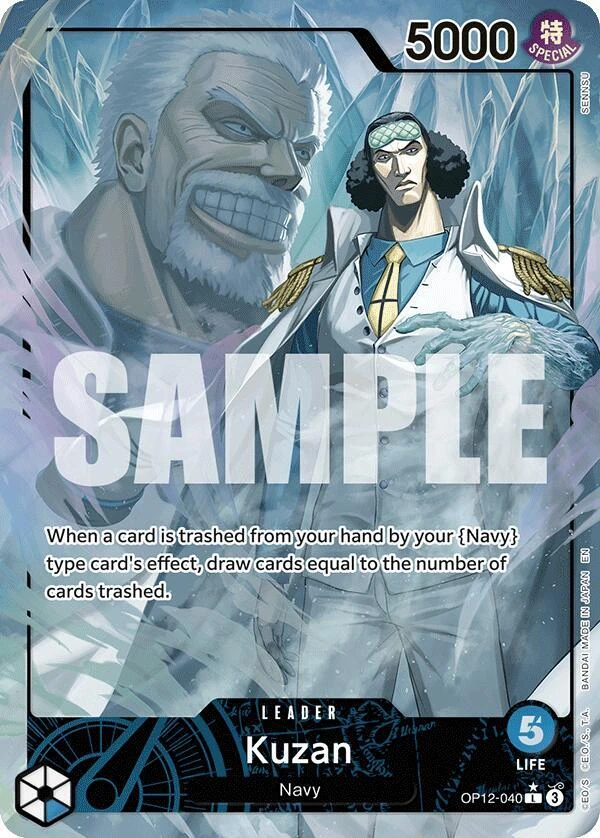 5000
特
SPECIAL
SENNSU
SAMPLE
When a card is trashed from your hand by your {Navy}
type card's effect, draw cards equal to the number of
cards trashed.
BANDAI MADE IN JAPAN EN
©EO/S ©E.O./S., T.A.
LEADER
Kuzan
Navy
5
LIFE
OP12-040 L 3